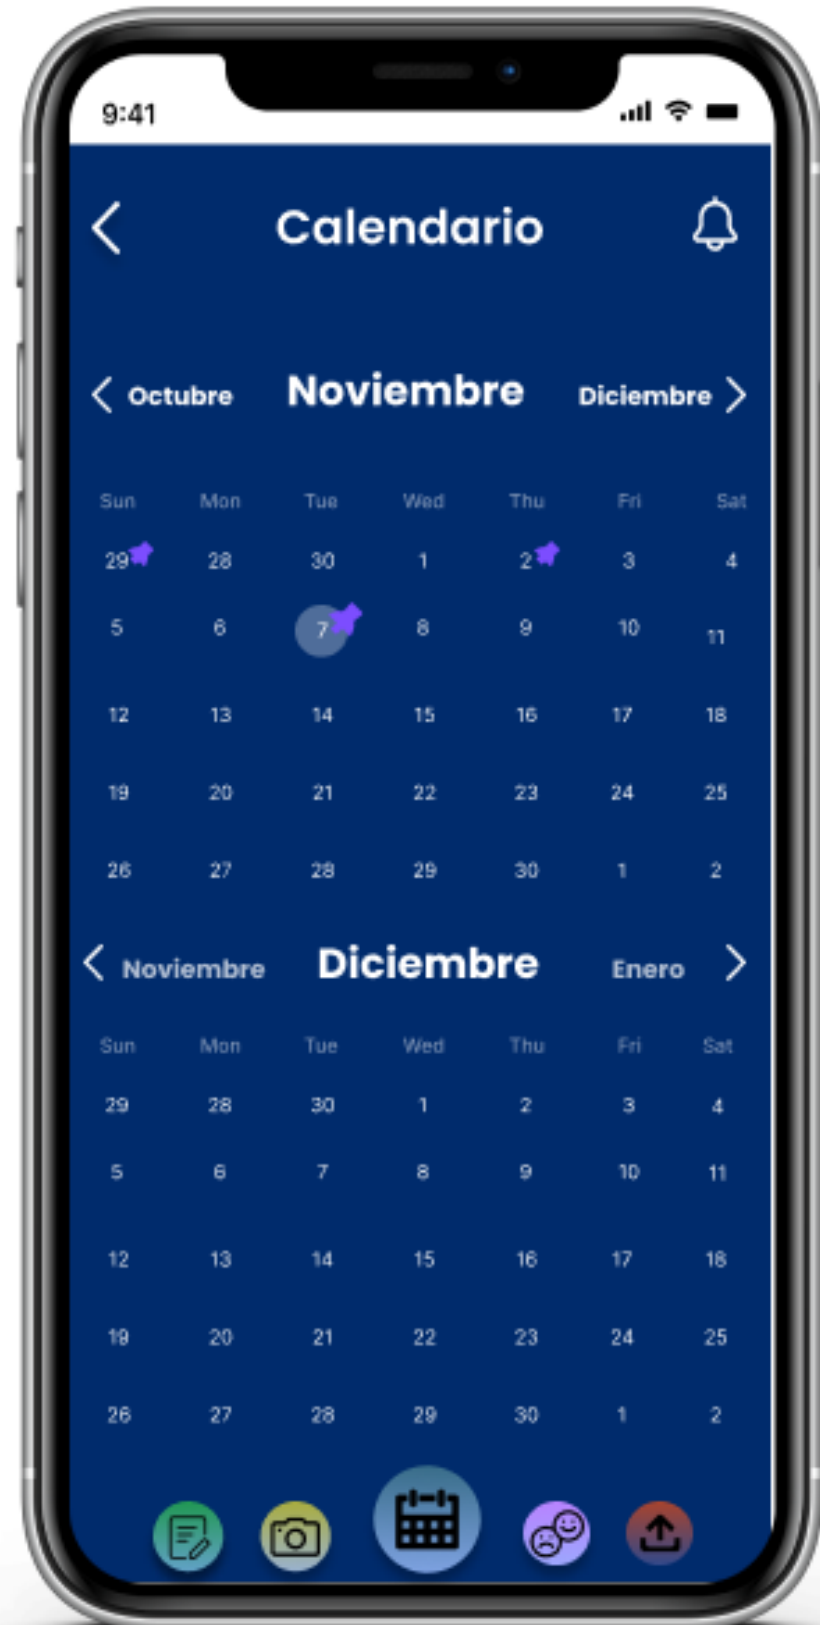 9:41
Calendario
Octubre Noviembre Diciembre
Sun Mon Tue Wed Thu Fri Sat
29 28 30 1 2 3 4
5 6 7 8 9 10 11
12 13 14 15 16 17 18
19 20 21 22 23 24 25
26 27 28 29 30 1 2
Noviembre Diciembre Enero
Sun Mon Tue Wed Thu Fri Sat
29 28 30 1 2 3 4
5 6 7 8 9 10 11
12 13 14 15 16 17 18
19 20 21 22 23 24 25
26 27 28 29 30 1 2